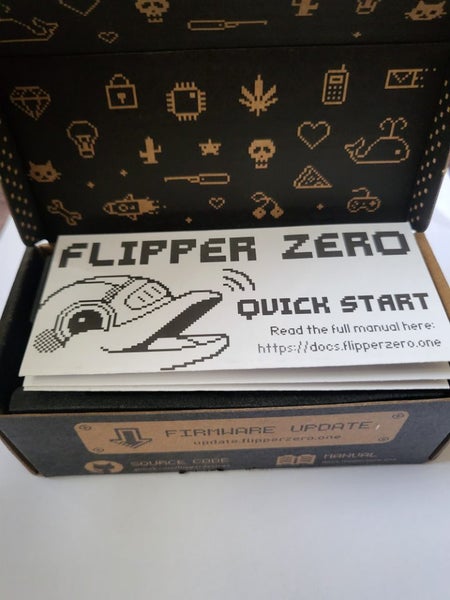 FLIPPER ZERO
QUICK START
Read the full manual here:
https://docs.flipperzero.one
FIRMWARE UPDATE
update.flipperzero.one
SOURCE CODE
MANUAL